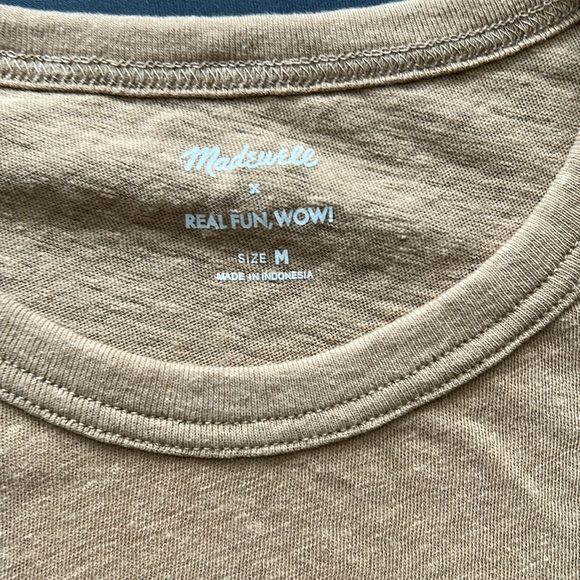 Madewell
x
REAL FUN, WOW!
SIZE M
MADE IN INDONESIA